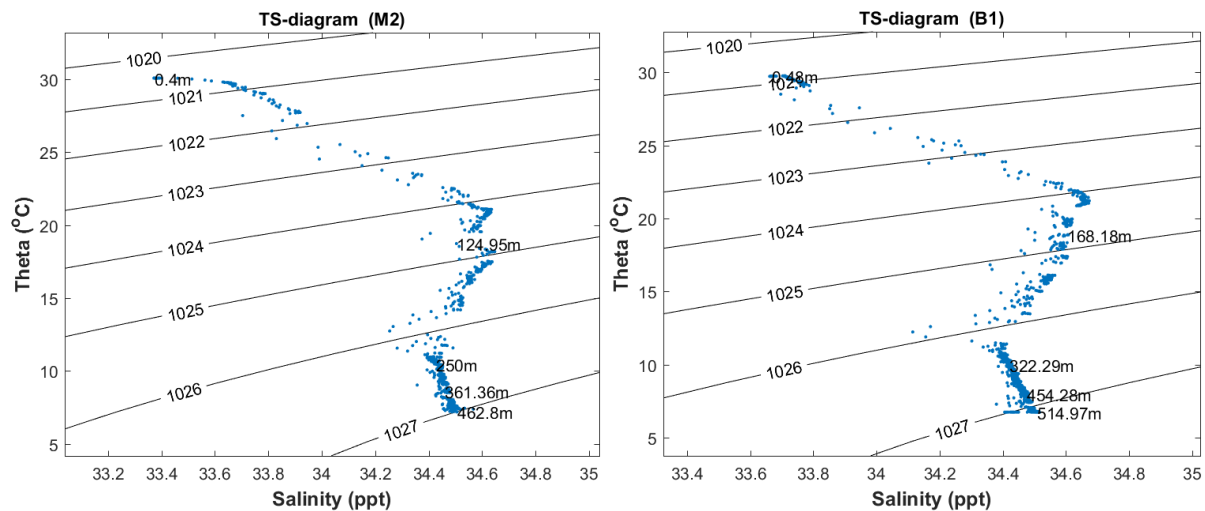 TS-diagram (M2)
Theta (°C)
30
25
20
15
10
5
1020
1021
1022
1023
1024
1025
1026
1027
0.4m
124.95m
250m
361.36m
462.8m
33.2
33.4
33.6
33.8
34
34.2
34.4
34.6
34.8
35
Salinity (ppt)
TS-diagram (B1)
Theta (°C)
30
25
20
15
10
5
1020
1022
1023
1024
1025
1026
1027
0.48m
168.18m
322.29m
454.28m
514.97m
33.4
33.6
33.8
34
34.2
34.4
34.6
34.8
35
Salinity (ppt)